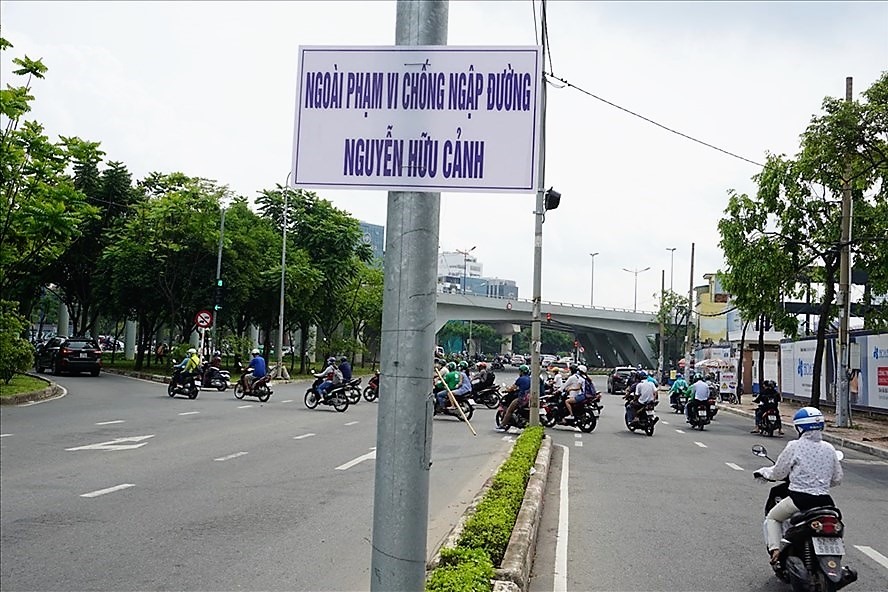 NGOÀI PHẠM VI CHỐNG NGẬP ĐƯỜNG
NGUYỄN HỮU CẢNH